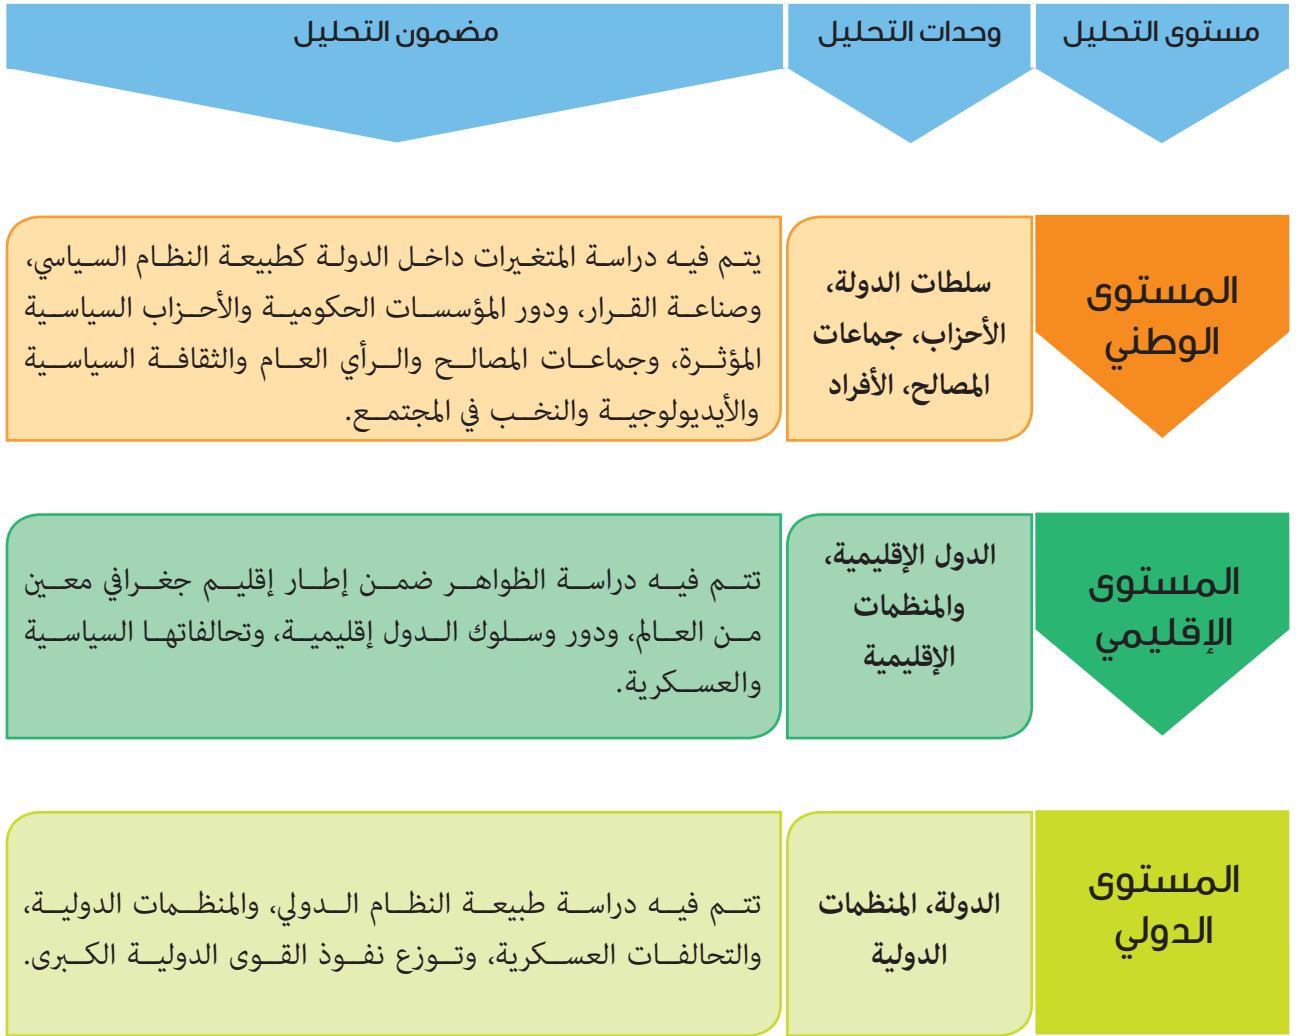 مستوى التحليل
وحدات التحليل
مضمون التحليل
المستوى
الوطني
سلطات الدولة،
الأحزاب، جماعات
المصالح، الأفراد
يتم فيه دراسة المتغيرات داخل الدولة كطبيعة النظام السياسي،
وصناعة القرار، ودور المؤسسات الحكومية والأحزاب السياسية
المؤثرة، وجماعات المصالح والرأي العام والثقافة السياسية
والأيديولوجية والنخب في المجتمع.
المستوى
الإقليمي
الدول الإقليمية،
والمنظمات
الإقليمية
تتم فيه دراسة الظواهر ضمن إطار إقليم جغرافي معين
من العالم، ودور وسلوك الدول إقليمية، وتحالفاتها السياسية
والعسكرية.
المستوى
الدولي
الدولة، المنظمات
الدولية
تتم فيه دراسة طبيعة النظام الدولي، والمنظمات الدولية،
والتحالفات العسكرية، وتوزع نفوذ القوى الدولية الكبرى.